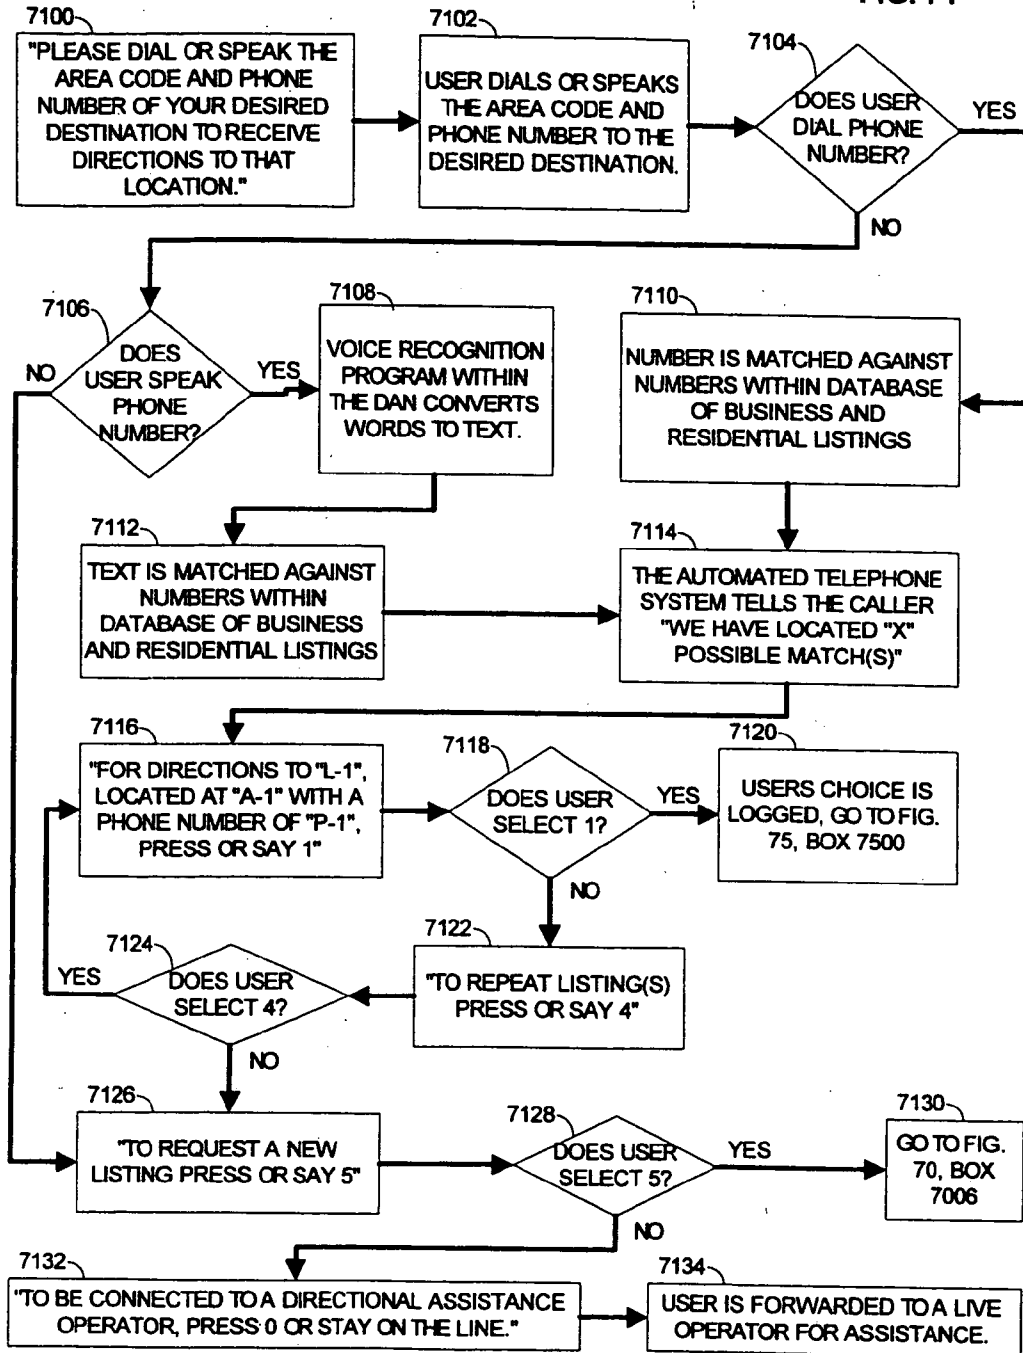 7100
"PLEASE DIAL OR SPEAK THE
AREA CODE AND PHONE
NUMBER OF YOUR DESIRED
DESTINATION TO RECEIVE
DIRECTIONS TO THAT
LOCATION."
7102
USER DIALS OR SPEAKS
THE AREA CODE AND
PHONE NUMBER TO THE
DESIRED DESTINATION.
7104
DOES USER
DIAL PHONE
NUMBER?
YES
NO
7106
DOES
USER SPEAK
PHONE
NUMBER?
NO
YES
7108
VOICE RECOGNITION
PROGRAM WITHIN
THE DAN CONVERTS
WORDS TO TEXT.
7110
NUMBER IS MATCHED AGAINST
NUMBERS WITHIN DATABASE
OF BUSINESS AND
RESIDENTIAL LISTINGS
7112
TEXT IS MATCHED AGAINST
NUMBERS WITHIN
DATABASE OF BUSINESS
AND RESIDENTIAL LISTINGS
7114
THE AUTOMATED TELEPHONE
SYSTEM TELLS THE CALLER
"WE HAVE LOCATED "X"
POSSIBLE MATCH(S)"
7116
"FOR DIRECTIONS TO "L-1",
LOCATED AT "A-1" WITH A
PHONE NUMBER OF "P-1",
PRESS OR SAY 1"
7118
DOES USER
SELECT 1?
YES
NO
7120
USERS CHOICE IS
LOGGED, GO TO FIG.
75, BOX 7500
7122
"TO REPEAT LISTING(S)
PRESS OR SAY 4"
7124
DOES USER
SELECT 4?
YES
NO
7126
"TO REQUEST A NEW
LISTING PRESS OR SAY 5"
7128
DOES USER
SELECT 5?
YES
NO
7130
GO TO FIG.
70, BOX
7006
7132
"TO BE CONNECTED TO A DIRECTIONAL ASSISTANCE
OPERATOR, PRESS 0 OR STAY ON THE LINE."
7134
USER IS FORWARDED TO A LIVE
OPERATOR FOR ASSISTANCE.